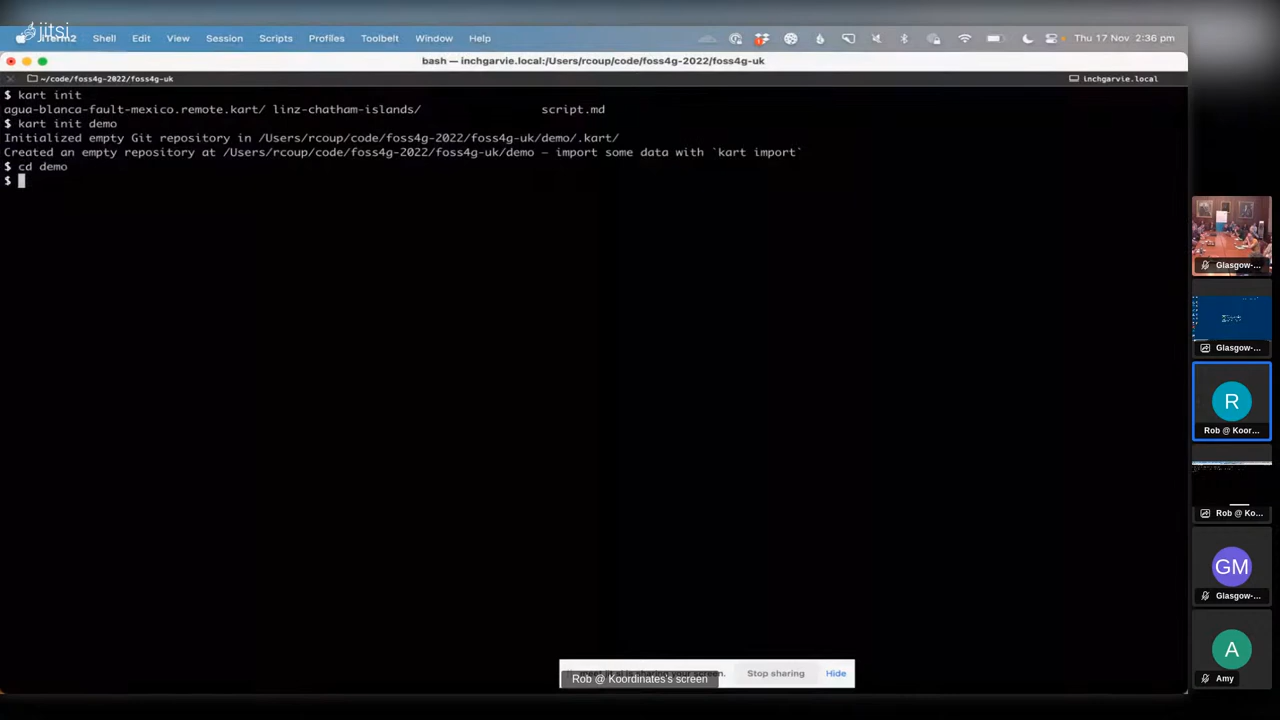 jitsi
iTerm2 Shell Edit View Session Scripts Profiles Toolbelt Window Help Thu 17 Nov 2:36 pm
bash — inchgarvie.local:/Users/rcoup/code/foss4g-2022/foss4g-uk
~/code/foss4g-2022/foss4g-uk inchgarvie.local
$ kart init
agua-blanca-fault-mexico.remote.kart/ linz-chatham-islands/ script.md
$ kart init demo
Initialized empty Git repository in /Users/rcoup/code/foss4g-2022/foss4g-uk/demo/.kart/
Created an empty repository at /Users/rcoup/code/foss4g-2022/foss4g-uk/demo — import some data with `kart import`
$ cd demo
$
Glasgow-...
Glasgow-...
R
Rob @ Koor...
Rob @ Ko...
GM
Glasgow-...
A
Amy
is sharing your screen. Stop sharing Hide
Rob @ Koordinates's screen